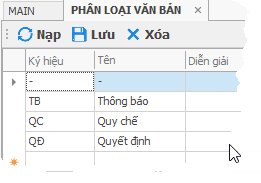 MAIN PHÂN LOẠI VĂN BẢN
Nạp Lưu Xóa
Ký hiệu Tên Diễn giải
- -
TB Thông báo
QC Quy chế
QĐ Quyết định